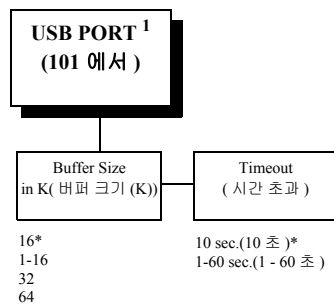 USB PORT 1
(101 에서 )
Buffer Size
in K( 버퍼 크기 (K))
Timeout
( 시간 초과 )
16*
1-16
32
64
10 sec.(10 초 )*
1-60 sec.(1 - 60 초 )